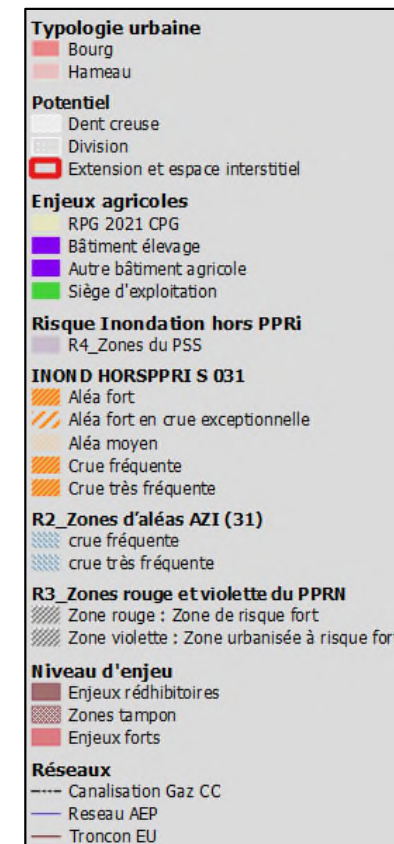 Typologie urbaine
Bourg
Hameau
Potentiel
Dent creuse
Division
Extension et espace interstitiel
Enjeux agricoles
RPG 2021 CPG
Bâtiment élevage
Autre bâtiment agricole
Siège d'exploitation
Risque Inondation hors PPRi
R4_Zones du PSS
INOND HORSPPRI S 031
Aléa fort
Aléa fort en crue exceptionnelle
Aléa moyen
Crue fréquente
Crue très fréquente
R2_Zones d'aléas AZI (31)
crue fréquente
crue très fréquente
R3_Zones rouge et violette du PPRN
Zone rouge : Zone de risque fort
Zone violette : Zone urbanisée à risque for
Niveau d'enjeu
Enjeux rédhibitoires
Zones tampon
Enjeux forts
Réseaux
Canalisation Gaz CC
Reseau AEP
Troncon EU